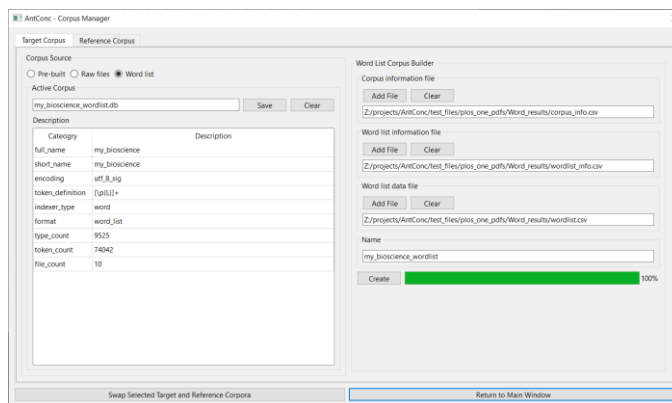 AntConc - Corpus Manager
Target Corpus
Reference Corpus
Corpus Source
Pre-built
Raw files
Word list
Active Corpus
my_bioscience_wordlist.db
Save
Clear
Description
Cateogry Description
full_name my_bioscience
short_name my_bioscience
encoding utf_8_sig
token_definition [\p{L}]+
indexer_type word
format word_list
type_count 9525
token_count 74042
file_count 10
Word List Corpus Builder
Corpus information file
Add File
Clear
Z:/projects/AntConc/test_files/plos_one_pdfs/Word_results/corpus_info.csv
Word list information file
Add File
Clear
Z:/projects/AntConc/test_files/plos_one_pdfs/Word_results/wordlist_info.csv
Word list data file
Add File
Clear
Z:/projects/AntConc/test_files/plos_one_pdfs/Word_results/wordlist.csv
Name
my_bioscience_wordlist
Create
100%
Swap Selected Target and Reference Corpora
Return to Main Window